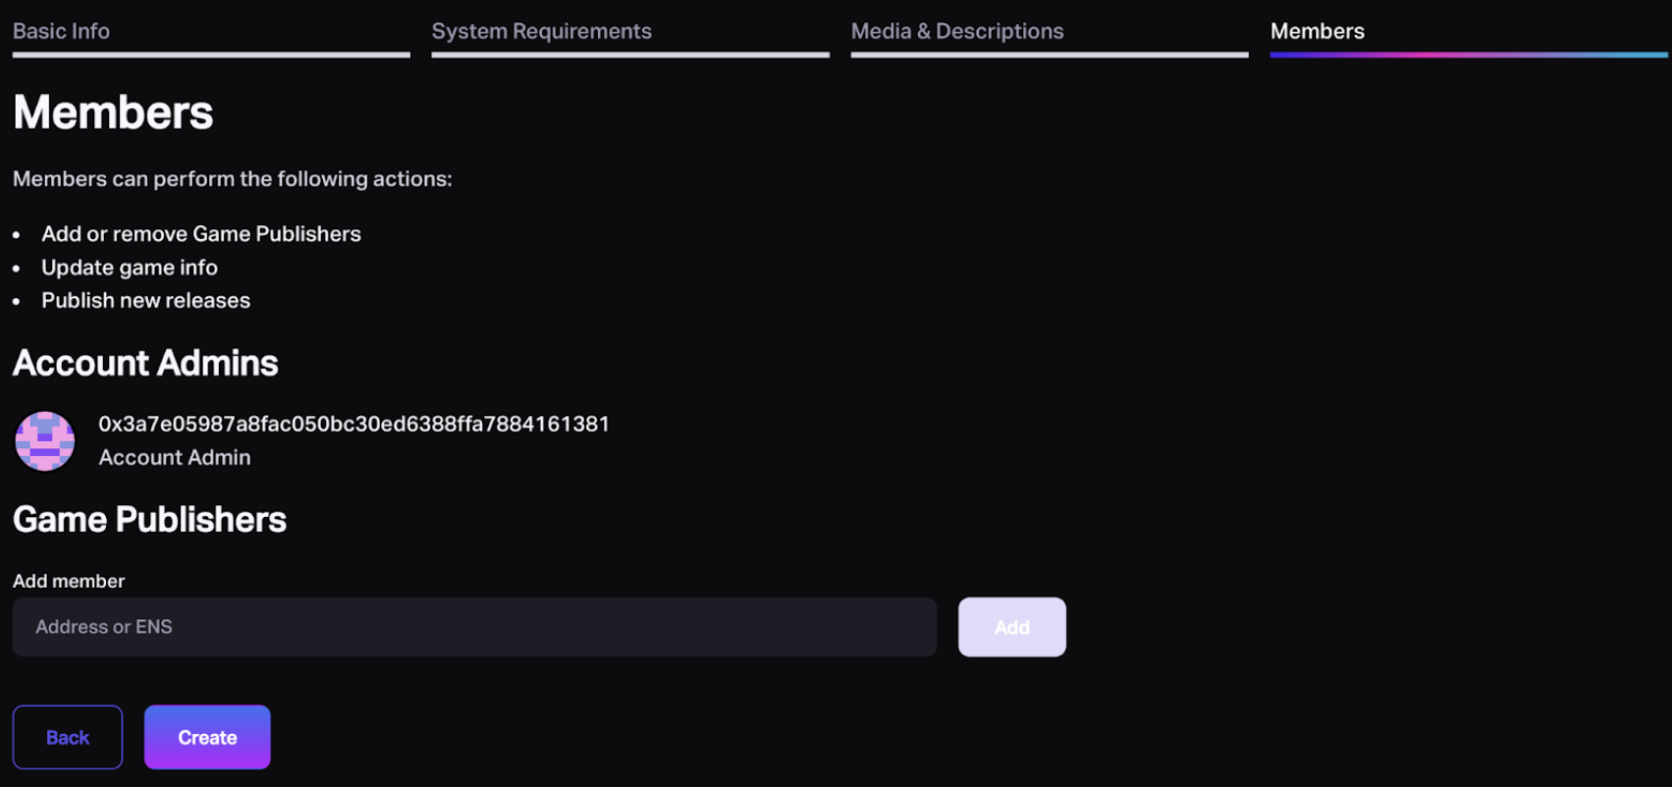 Basic Info
System Requirements
Media & Descriptions
Members
Members
Members can perform the following actions:
• Add or remove Game Publishers
• Update game info
• Publish new releases
Account Admins
0x3a7e05987a8fac050bc30ed6388ffa7884161381
Account Admin
Game Publishers
Add member
Address or ENS
Add
Back
Create